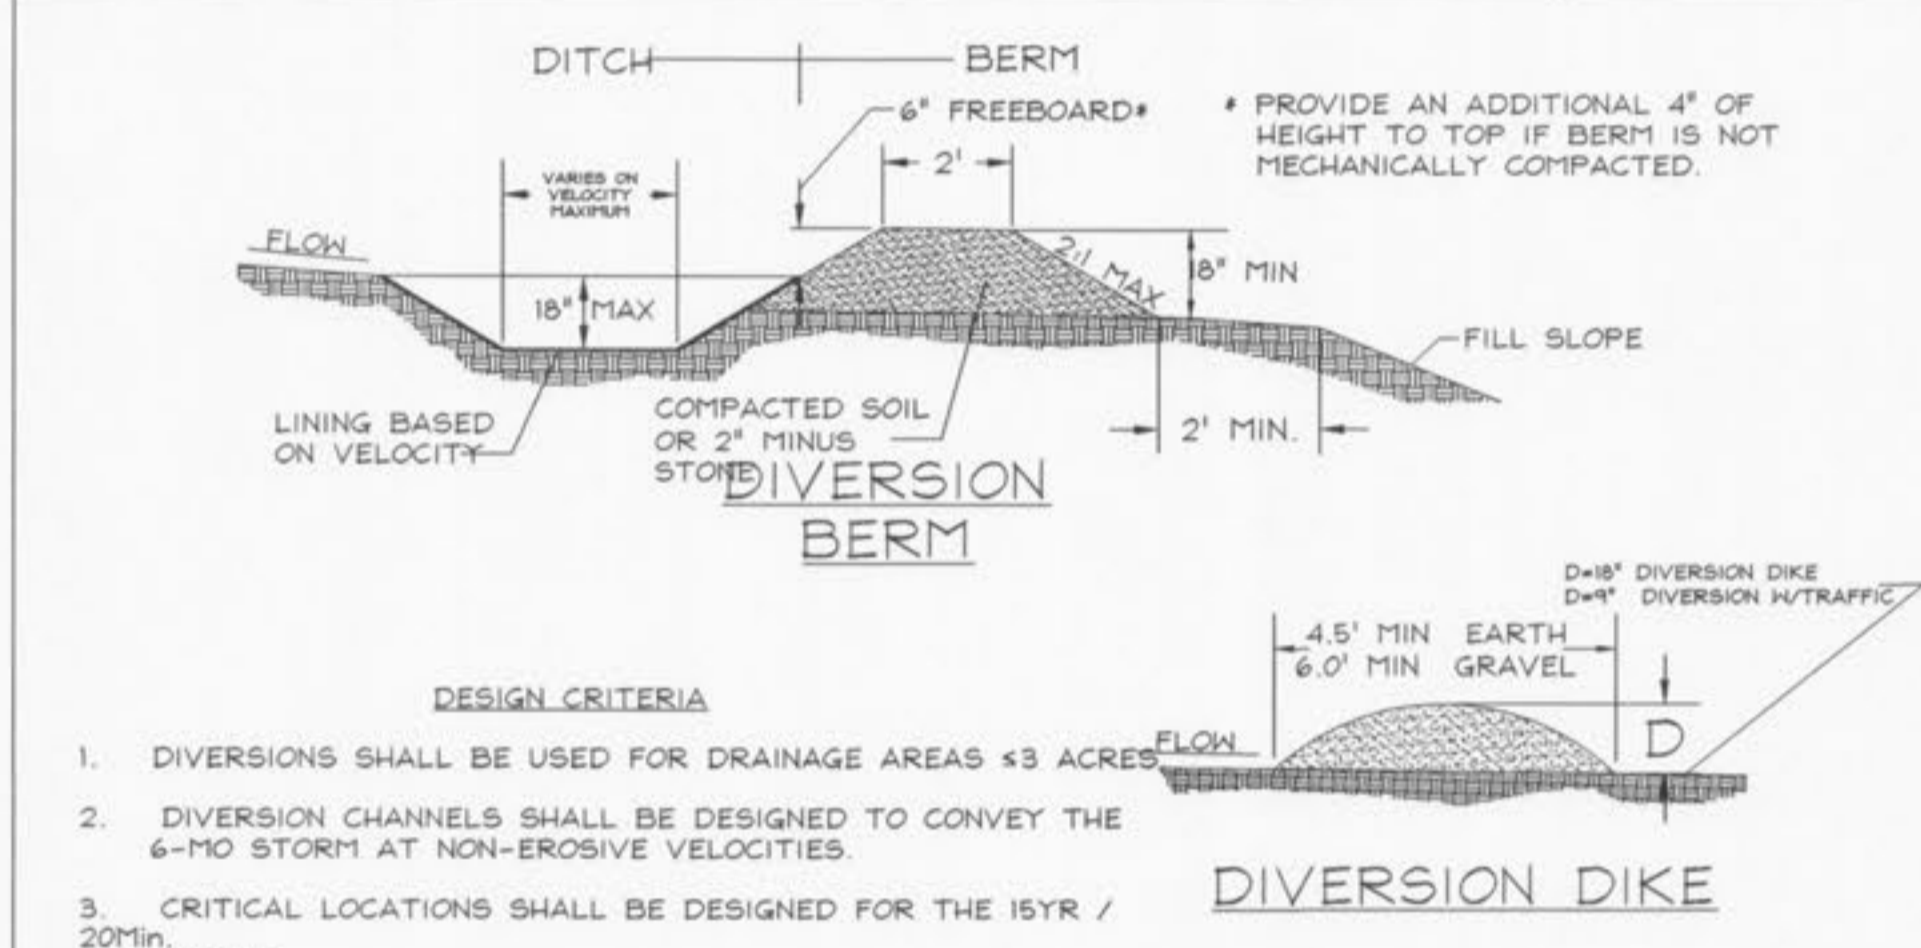 DITCH
BERM
6" FREEBOARD*
* PROVIDE AN ADDITIONAL 4" OF
HEIGHT TO TOP IF BERM IS NOT
MECHANICALLY COMPACTED.
2'
VARIES ON
VELOCITY
MAXIMUM
FLOW
2:1 MAX
18" MIN
18" MAX
FILL SLOPE
LINING BASED
ON VELOCITY
COMPACTED SOIL
OR 2" MINUS
STONE
2' MIN.
DIVERSION
BERM
D=18" DIVERSION DIKE
D=9" DIVERSION W/TRAFFIC
4.5' MIN EARTH
6.0' MIN GRAVEL
FLOW
D
DIVERSION DIKE
DESIGN CRITERIA
1. DIVERSIONS SHALL BE USED FOR DRAINAGE AREAS ≤3 ACRES
2. DIVERSION CHANNELS SHALL BE DESIGNED TO CONVEY THE
6-MO STORM AT NON-EROSIVE VELOCITIES.
3. CRITICAL LOCATIONS SHALL BE DESIGNED FOR THE 15YR /
20Min.